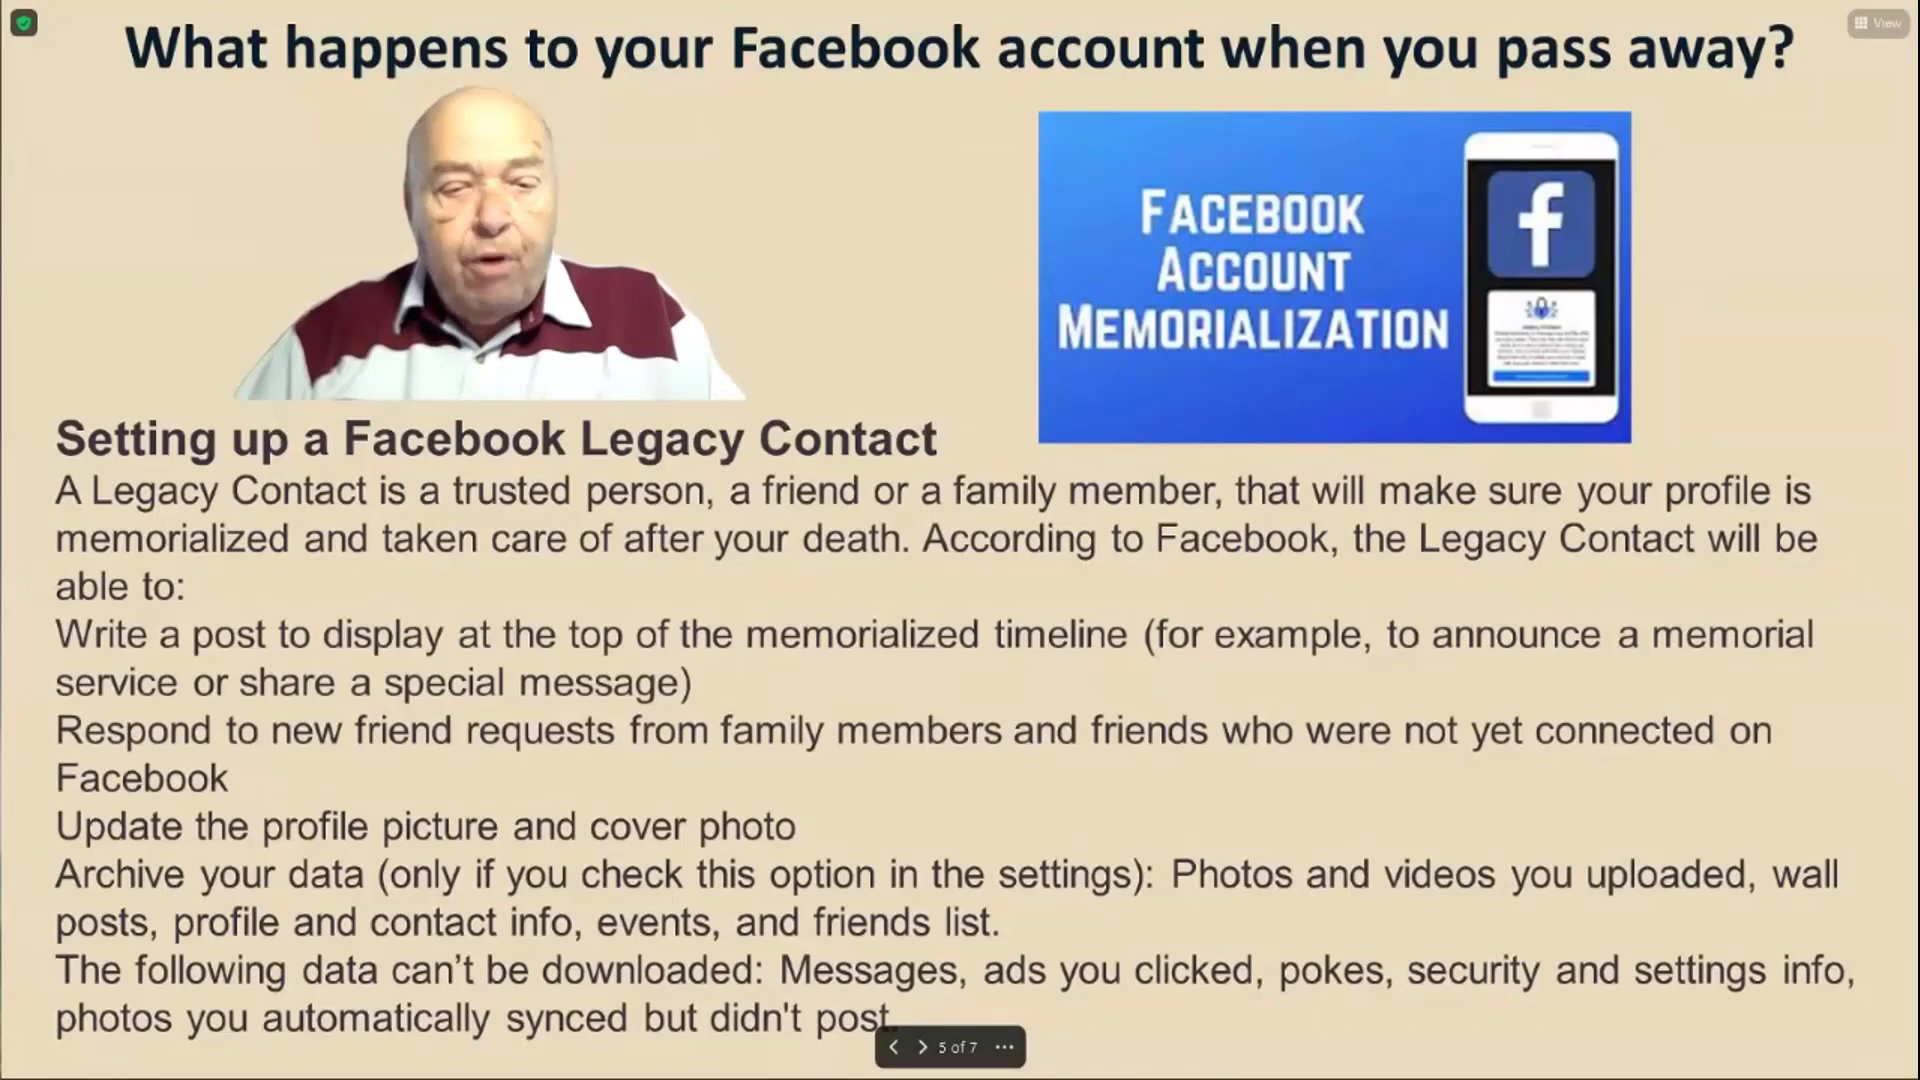 View
What happens to your Facebook account when you pass away?
FACEBOOK
ACCOUNT
MEMORIALIZATION
f
Setting up a Facebook Legacy Contact
A Legacy Contact is a trusted person, a friend or a family member, that will make sure your profile is
memorialized and taken care of after your death. According to Facebook, the Legacy Contact will be
able to:
Write a post to display at the top of the memorialized timeline (for example, to announce a memorial
service or share a special message)
Respond to new friend requests from family members and friends who were not yet connected on
Facebook
Update the profile picture and cover photo
Archive your data (only if you check this option in the settings): Photos and videos you uploaded, wall
posts, profile and contact info, events, and friends list.
The following data can’t be downloaded: Messages, ads you clicked, pokes, security and settings info,
photos you automatically synced but didn't post.
5 of 7